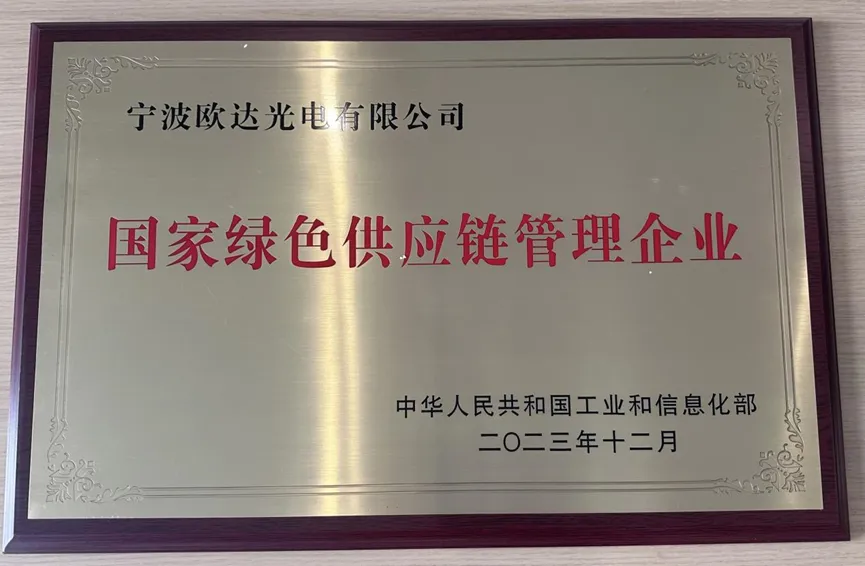 宁波欧达光电有限公司
国家绿色供应链管理企业
中华人民共和国工业和信息化部
二〇二三年十二月